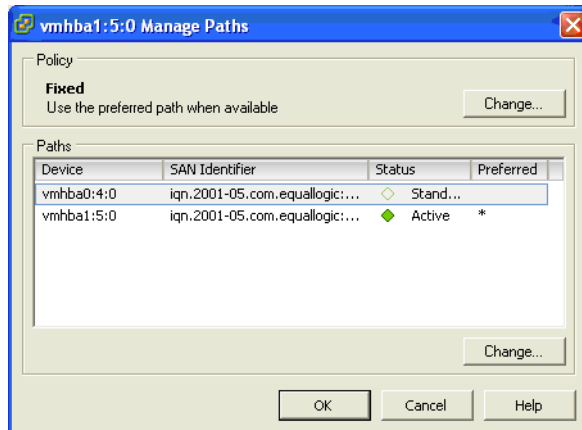 vmhba1:5:0 Manage Paths
Policy
Fixed
Use the preferred path when available
Change...
Paths
Device SAN Identifier Status Preferred
vmhba0:4:0 iqn.2001-05.com.equallogic:... Stand...
vmhba1:5:0 iqn.2001-05.com.equallogic:... Active *
Change...
OK Cancel Help